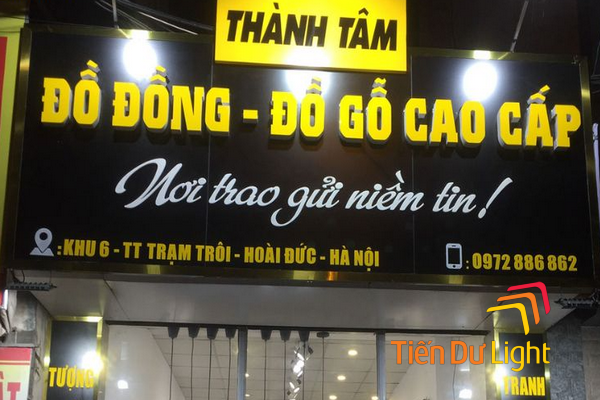 THÀNH TÂM
ĐỒ ĐỒNG - ĐỒ GỖ CAO CẤP
Nơi trao gửi niềm tin!
: KHU 6 - TT TRẠM TRÔI - HOÀI ĐỨC - HÀ NỘI
: 0972 886 862
Tiến Dư Light
TƯỢNG
TRANH